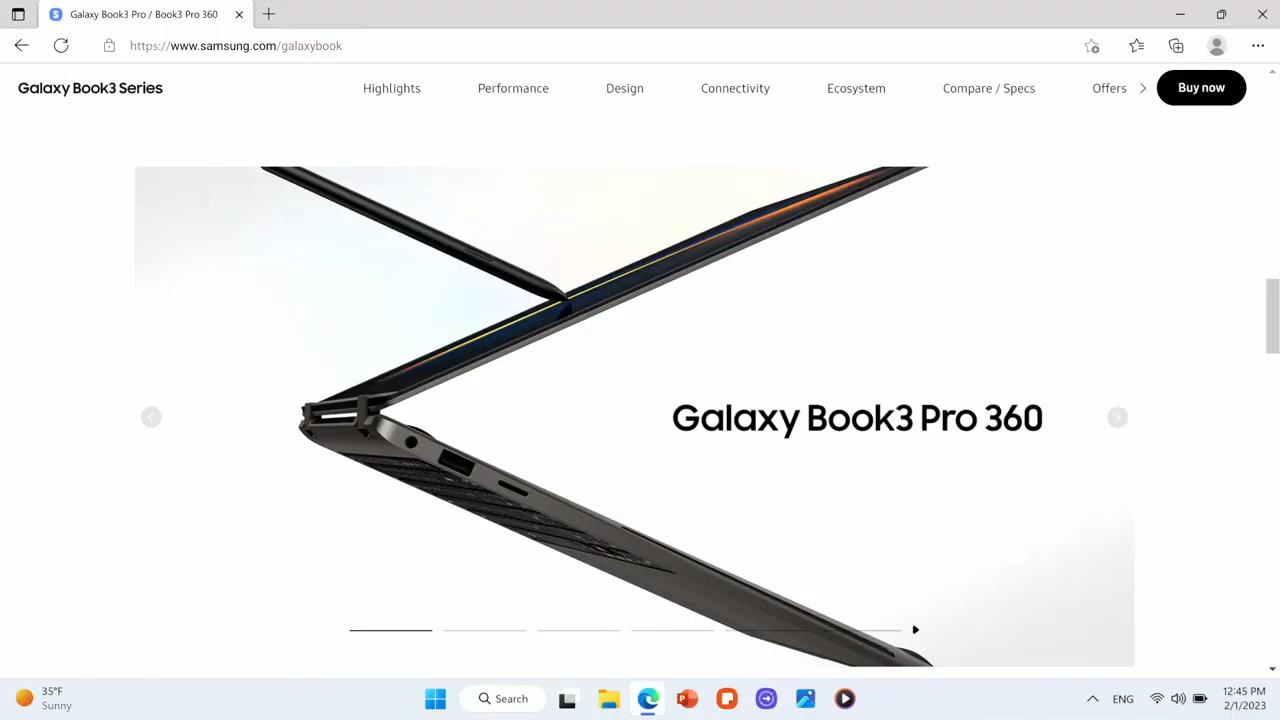 Galaxy Book3 Pro / Book3 Pro 360
https://www.samsung.com/galaxybook
Galaxy Book3 Series
Highlights
Performance
Design
Connectivity
Ecosystem
Compare / Specs
Offers
Buy now
Galaxy Book3 Pro 360
35°F
Sunny
Search
ENG
12:45 PM
2/1/2023